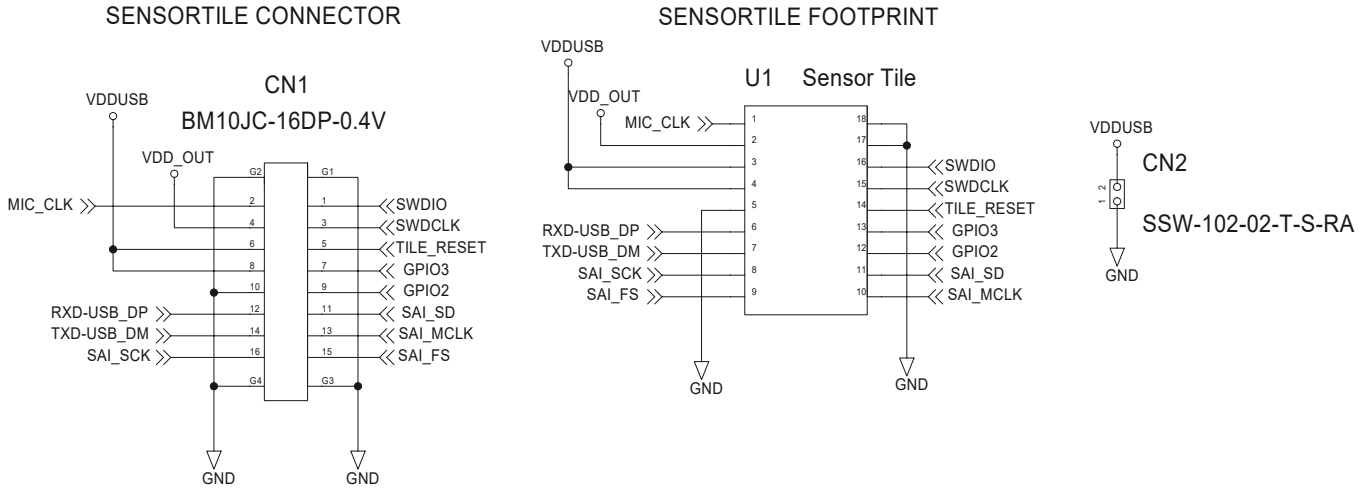 SENSORTILE CONNECTOR
CN1
BM10JC-16DP-0.4V
VDDUSB
VDD_OUT
G2 G1
MIC_CLK 2 1 SWDIO
4 3 SWDCLK
6 5 TILE_RESET
8 7 GPIO3
10 9 GPIO2
RXD-USB_DP 12 11 SAI_SD
TXD-USB_DM 14 13 SAI_MCLK
SAI_SCK 16 15 SAI_FS
G4 G3
GND GND
SENSORTILE FOOTPRINT
VDDUSB
U1 Sensor Tile
VDD_OUT
MIC_CLK 1 18
2 17
3 16 SWDIO
4 15 SWDCLK
5 14 TILE_RESET
RXD-USB_DP 6 13 GPIO3
TXD-USB_DM 7 12 GPIO2
SAI_SCK 8 11 SAI_SD
SAI_FS 9 10 SAI_MCLK
GND GND
VDDUSB
CN2
1 2
SSW-102-02-T-S-RA
GND